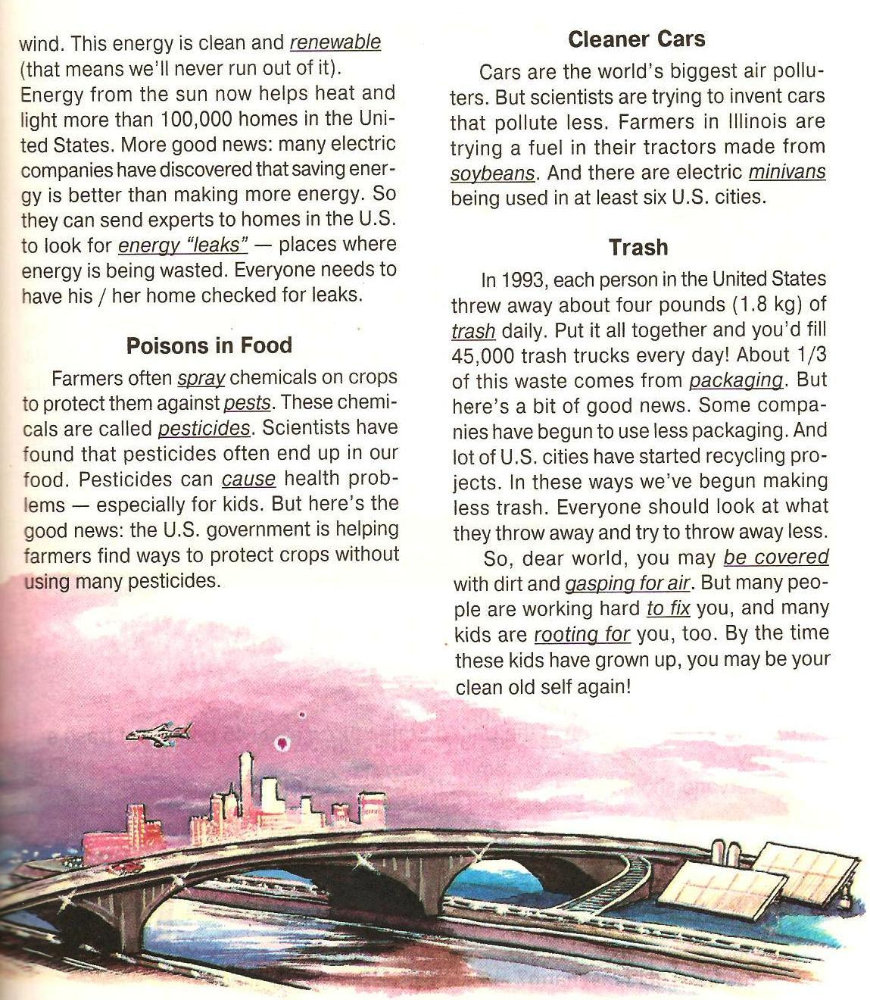 wind. This energy is clean and renewable
(that means we'll never run out of it).
Energy from the sun now helps heat and
light more than 100,000 homes in the Uni-
ted States. More good news: many electric
companies have discovered that saving ener-
gy is better than making more energy. So
they can send experts to homes in the U.S.
to look for energy “leaks” — places where
energy is being wasted. Everyone needs to
have his / her home checked for leaks.
Poisons in Food
Farmers often spray chemicals on crops
to protect them against pests. These chemi-
cals are called pesticides. Scientists have
found that pesticides often end up in our
food. Pesticides can cause health prob-
lems — especially for kids. But here's the
good news: the U.S. government is helping
farmers find ways to protect crops without
using many pesticides.
Cleaner Cars
Cars are the world's biggest air pollu-
ters. But scientists are trying to invent cars
that pollute less. Farmers in Illinois are
trying a fuel in their tractors made from
soybeans. And there are electric minivans
being used in at least six U.S. cities.
Trash
In 1993, each person in the United States
threw away about four pounds (1.8 kg) of
trash daily. Put it all together and you'd fill
45,000 trash trucks every day! About 1/3
of this waste comes from packaging. But
here's a bit of good news. Some compa-
nies have begun to use less packaging. And
lot of U.S. cities have started recycling pro-
jects. In these ways we've begun making
less trash. Everyone should look at what
they throw away and try to throw away less.
So, dear world, you may be covered
with dirt and gasping for air. But many peo-
ple are working hard to fix you, and many
kids are rooting for you, too. By the time
these kids have grown up, you may be your
clean old self again!